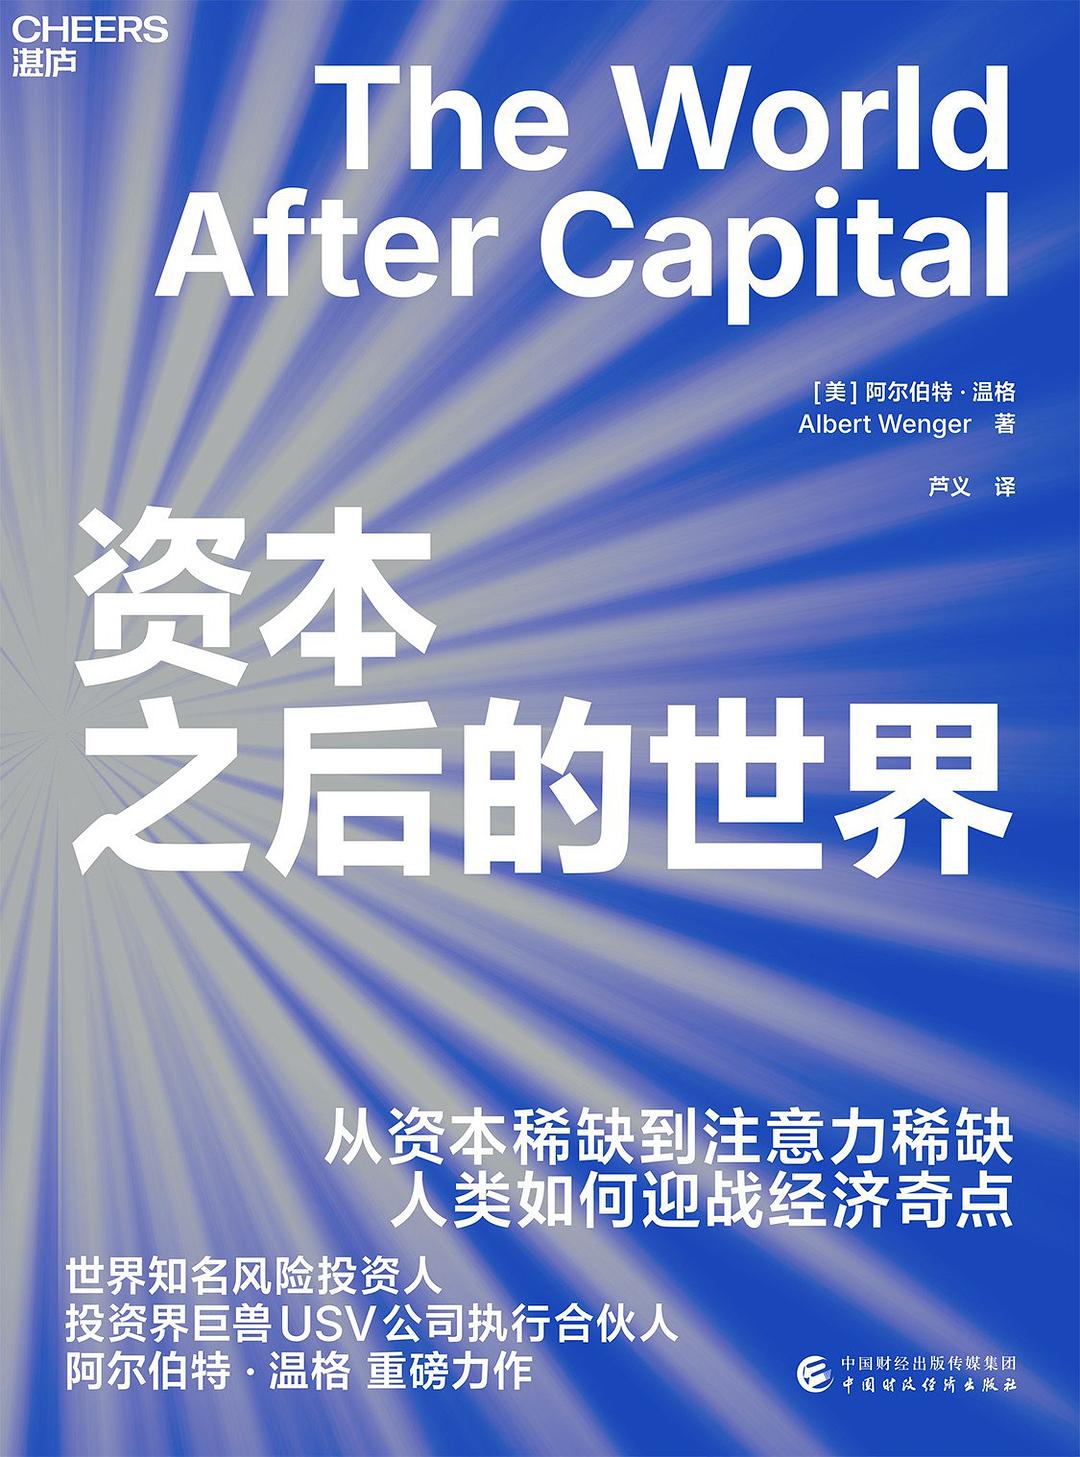 CHEERS
湛庐
The World
After Capital
[美] 阿尔伯特·温格
Albert Wenger 著
芦义 译
资本
之后的世界
从资本稀缺到注意力稀缺
人类如何迎战经济奇点
世界知名风险投资人
投资界巨兽USV公司执行合伙人
阿尔伯特·温格 重磅力作
中国财经出版传媒集团
中国财政经济出版社